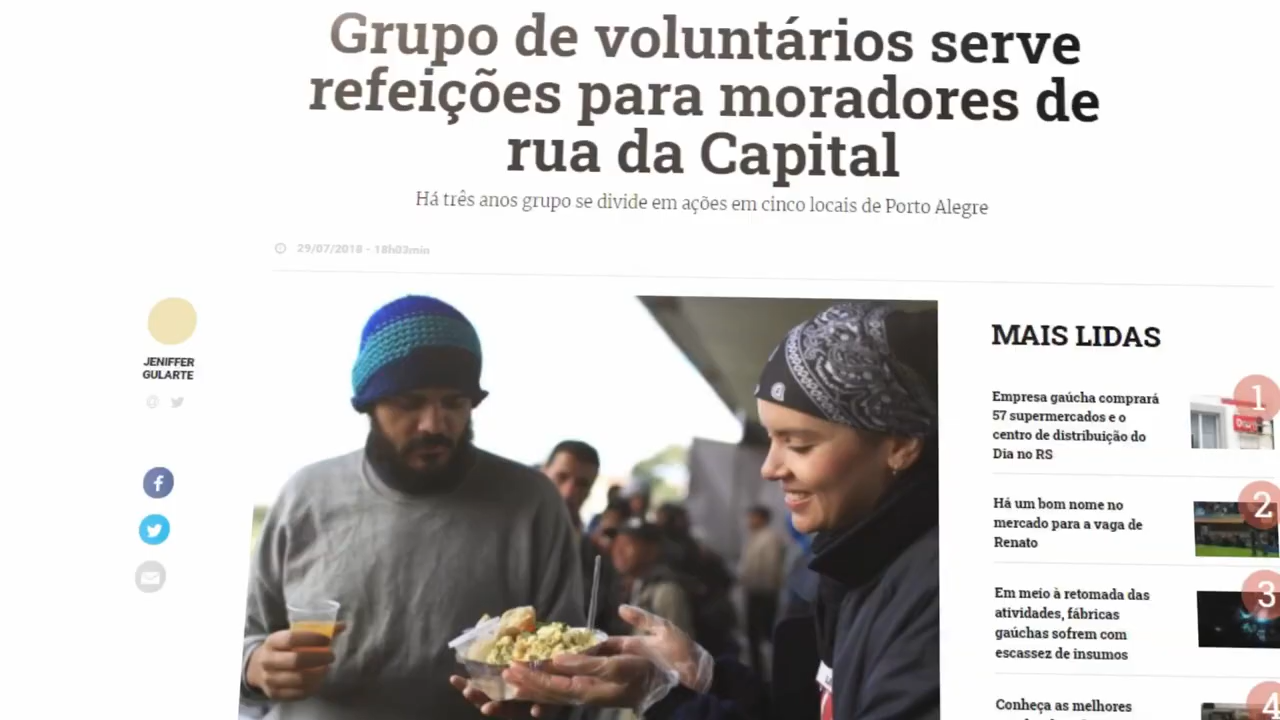 Grupo de voluntários serve
refeições para moradores de
rua da Capital
Há três anos grupo se divide em ações em cinco locais de Porto Alegre
29/07/2018 - 18h03min
JENIFFER
GULARTE
MAIS LIDAS
Empresa gaúcha comprará
57 supermercados e o
centro de distribuição do
Dia no RS
1
Há um bom nome no
mercado para a vaga de
Renato
2
Em meio à retomada das
atividades, fábricas
gaúchas sofrem com
escassez de insumos
3
Conheça as melhores
4